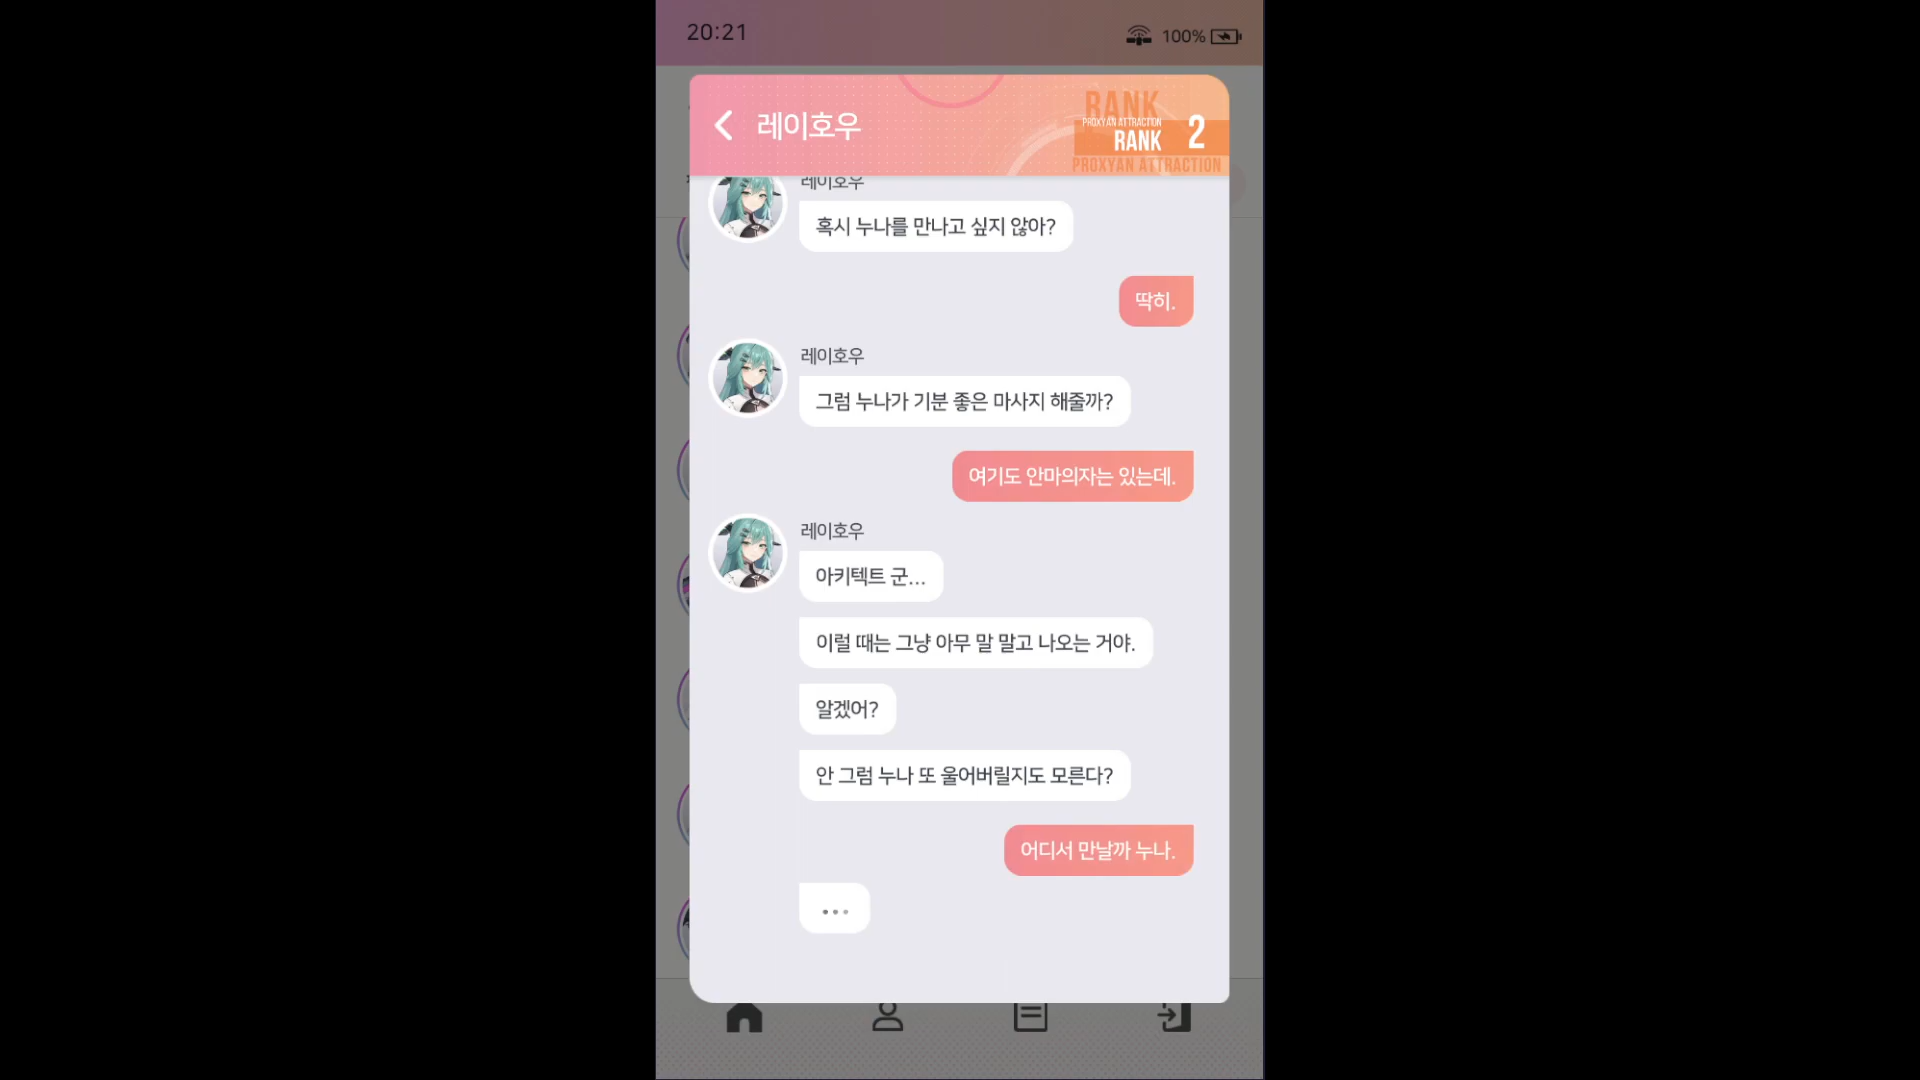 20:21
100%
레이호우
RANK
PROXYAN ATTRACTION
RANK
2
PROXYAN ATTRACTION
레이호우
혹시 누나를 만나고 싶지 않아?
딱히.
레이호우
그럼 누나가 기분 좋은 마사지 해줄까?
여기도 안마의자는 있는데.
레이호우
아키텍트 군...
이럴 때는 그냥 아무 말 말고 나오는 거야.
알겠어?
안 그럼 누나 또 울어버릴지도 모른다?
어디서 만날까 누나.
...